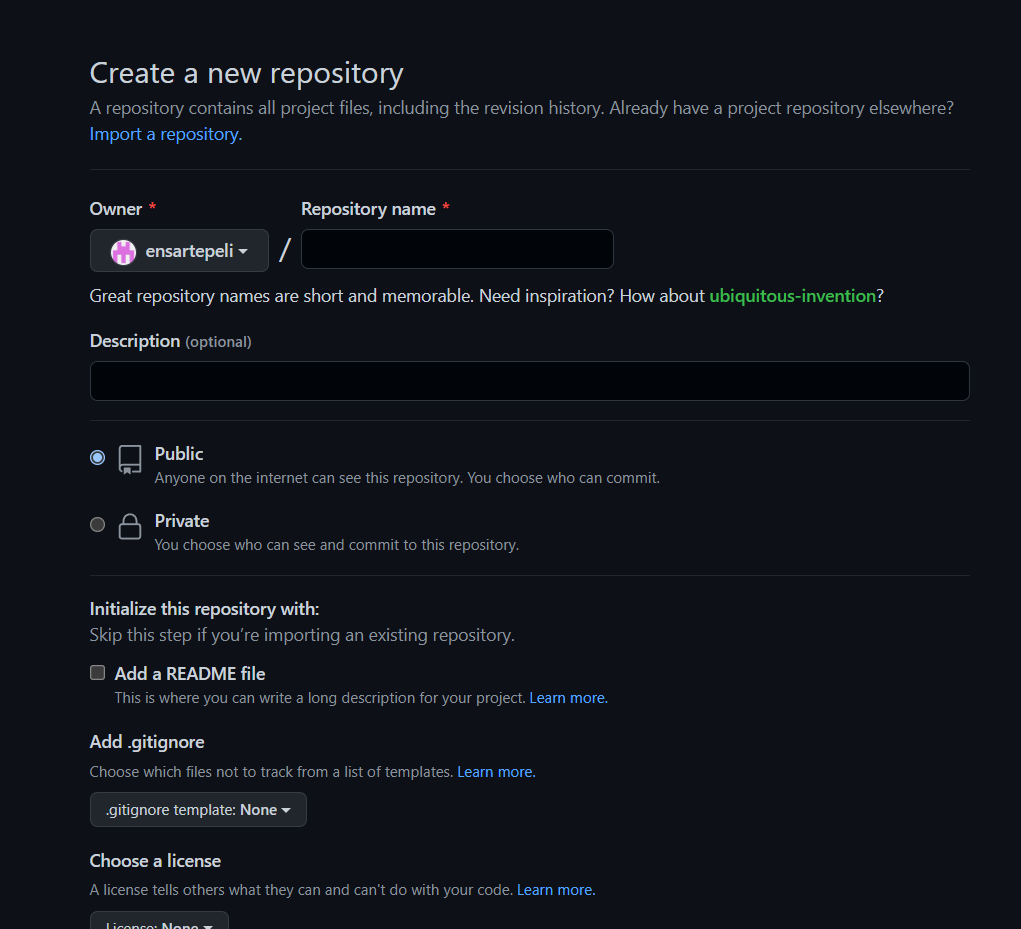 Create a new repository
A repository contains all project files, including the revision history. Already have a project repository elsewhere?
Import a repository.
Owner * Repository name *
ensartepeli /
Great repository names are short and memorable. Need inspiration? How about ubiquitous-invention?
Description (optional)
Public
Anyone on the internet can see this repository. You choose who can commit.
Private
You choose who can see and commit to this repository.
Initialize this repository with:
Skip this step if you’re importing an existing repository.
Add a README file
This is where you can write a long description for your project. Learn more.
Add .gitignore
Choose which files not to track from a list of templates. Learn more.
.gitignore template: None
Choose a license
A license tells others what they can and can't do with your code. Learn more.
License: None